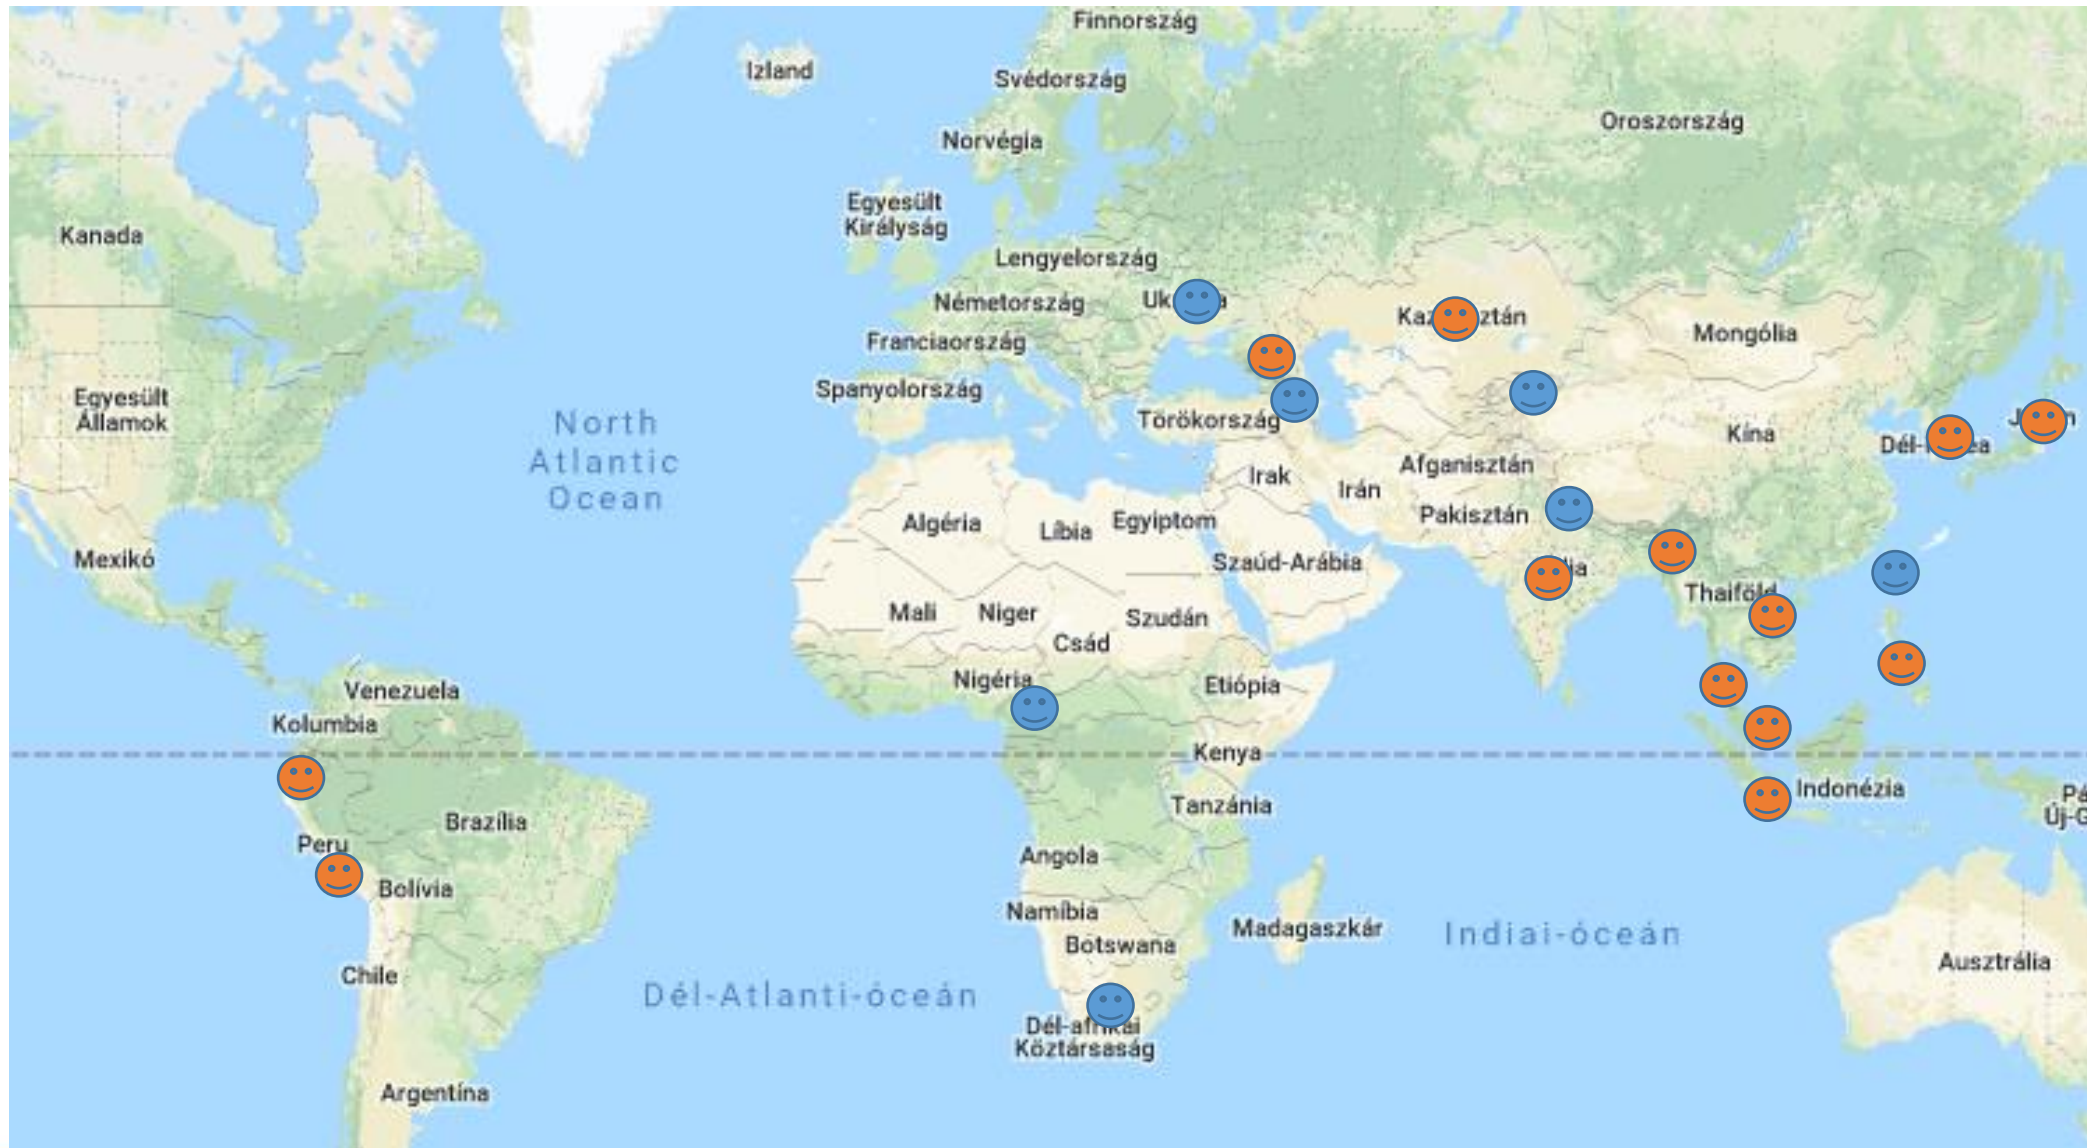 Finnország
Izland
Svédország
Oroszország
Norvégia
Egyesült
Királyság
Kanada
Lengyelország
Németország
Franciaország
Mongólia
Spanyolország
Egyesült
Államok
Törökország
Kína
North
Atlantic
Ocean
Irak
Afganisztán
Irán
Pakisztán
Algéria
Líbia
Egyiptom
Mexikó
Szaúd-Arábia
Thaiföld
Mali
Niger
Szudán
Csád
Nigéria
Etiópia
Venezuela
Kolumbia
Kenya
Indonézia
Tanzánia
Brazília
Peru
Angola
Bolívia
Namíbia
Botswana
Madagaszkár
Indiai-óceán
Ausztrália
Chile
Dél-Atlanti-óceán
Dél-afrikai
Köztársaság
Argentína